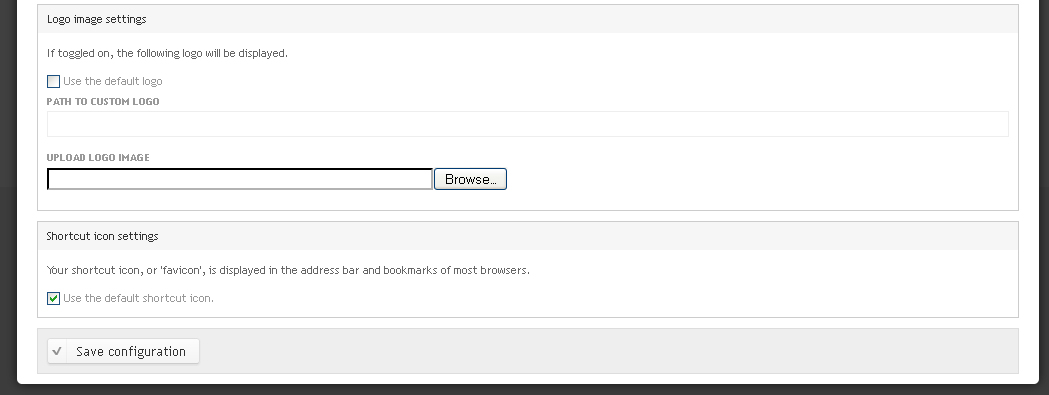 Logo image settings
If toggled on, the following logo will be displayed.
Use the default logo
PATH TO CUSTOM LOGO
UPLOAD LOGO IMAGE
Browse...
Shortcut icon settings
Your shortcut icon, or 'favicon', is displayed in the address bar and bookmarks of most browsers.
Use the default shortcut icon.
Save configuration